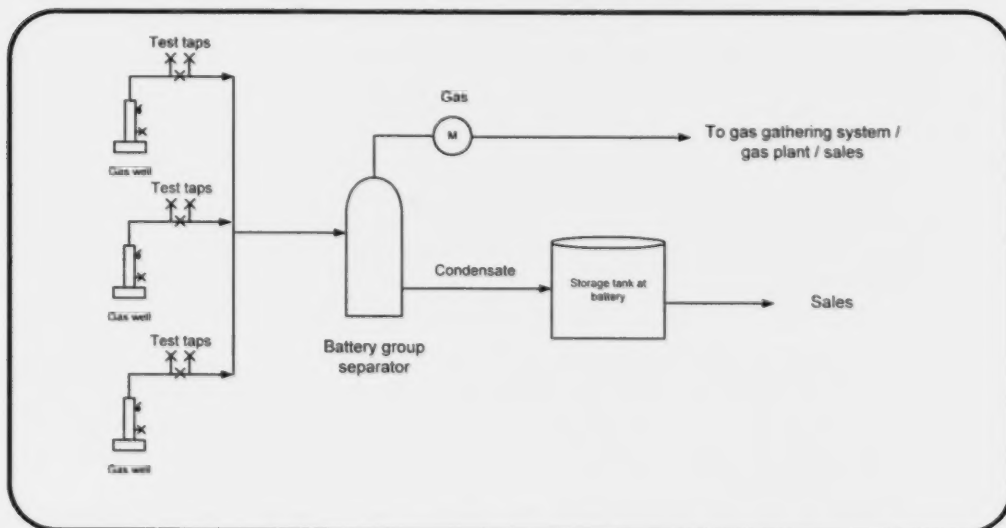 Test taps
Gas well
Test taps
Gas well
Test taps
Gas well
Gas
M
To gas gathering system /
gas plant / sales
Condensate
Storage tank at
battery
Sales
Battery group
separator